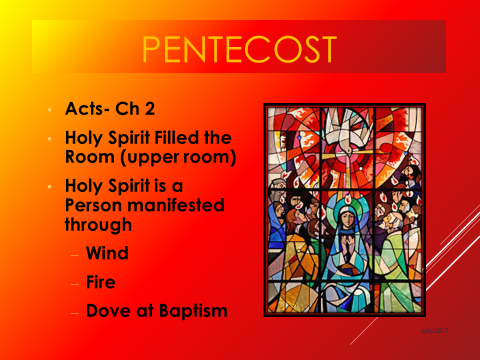 PENTECOST
• Acts- Ch 2
• Holy Spirit Filled the
Room (upper room)
• Holy Spirit is a
Person manifested
through
– Wind
– Fire
– Dove at Baptism